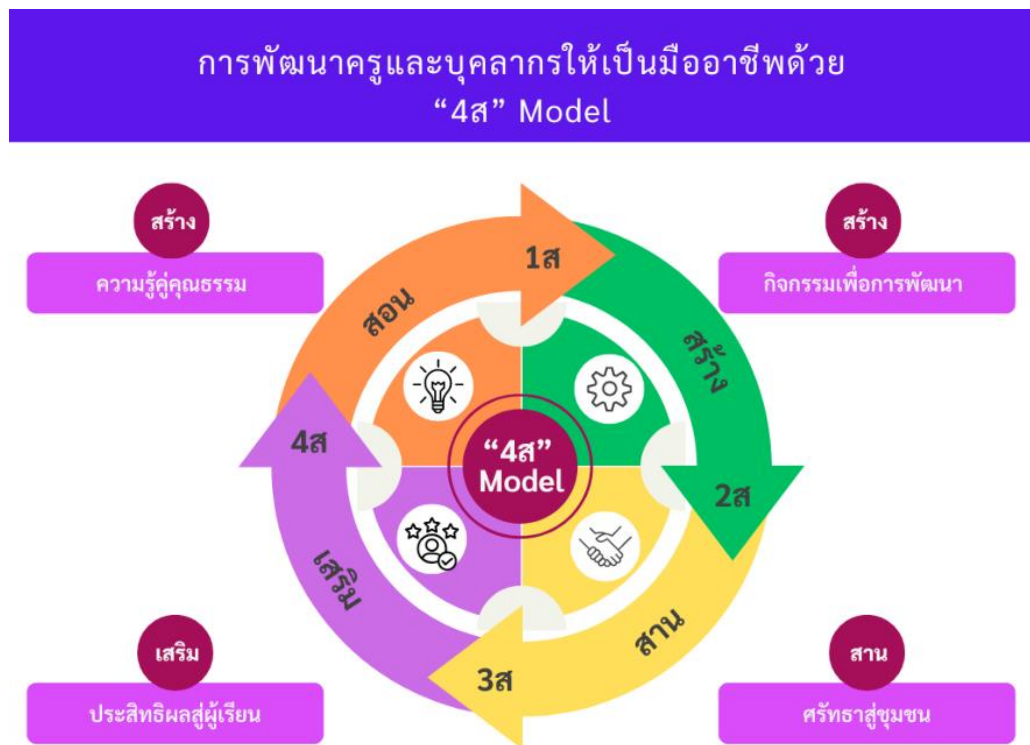 การพัฒนาครูและบุคลากรให้เป็นมืออาชีพด้วย
“4ส” Model
สร้าง
ความรู้คู่คุณธรรม
สร้าง
กิจกรรมเพื่อการพัฒนา
1ส
สอน
สร้าง
4ส
“4ส”
Model
2ส
เสริม
สาน
3ส
เสริม
ประสิทธิผลสู่ผู้เรียน
สาน
ศรัทธาสู่ชุมชน